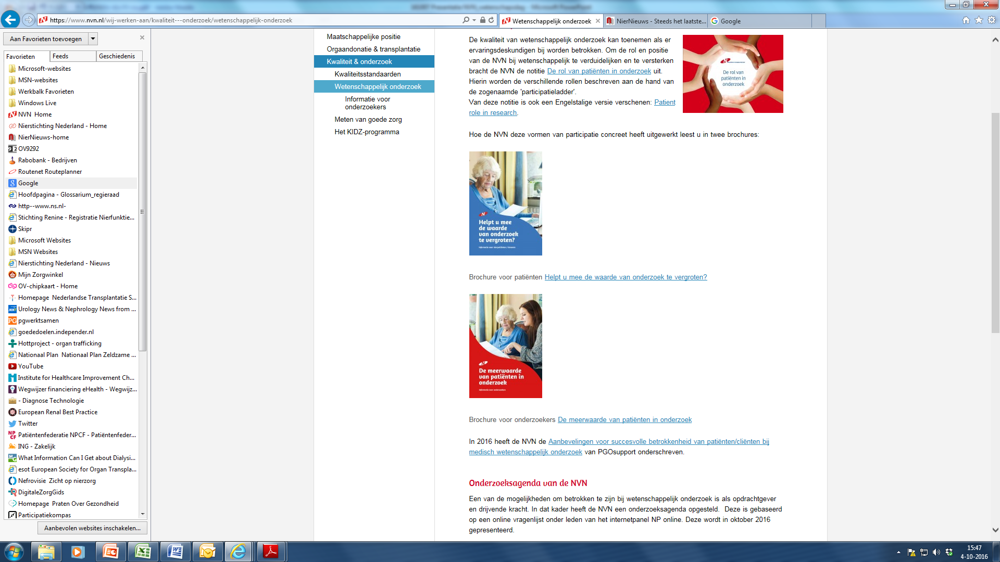 https://www.nvn.nl/wij-werken-aan/kwaliteit---onderzoek/wetenschappelijk-onderzoek
Wetenschappelijk onderzoek
NierNieuws - Steeds het laatste...
Google
Aan Favorieten toevoegen
Favorieten
Feeds
Geschiedenis
Microsoft-websites
MSN-websites
Werkbalk Favorieten
Windows Live
NVN Home
Nierstichting Nederland - Home
NierNieuws-home
OV9292
Rabobank - Bedrijven
Routenet Routeplanner
Google
Hoofdpagina - Glossarium_regieraad
http--www.ns.nl-
Stichting Renine - Registratie Nierfunktie...
Skipr
Microsoft Websites
MSN Websites
Nierstichting Nederland - Nieuws
Mijn Zorgwinkel
OV-chipkaart - Home
Homepage Nederlandse Transplantatie S...
Urology News & Nephrology News from ...
pgwerktsamen
goededoelen.independer.nl
Hottproject - organ trafficking
Nationaal Plan Nationaal Plan Zeldzame ...
YouTube
Institute for Healthcare Improvement Ch...
Wegwijzer financiering eHealth - Wegwijz...
- Diagnose Technologie
European Renal Best Practice
Twitter
Patiëntenfederatie NPCF - Patiëntenfeder...
ING - Zakelijk
What Information Can I Get about Dialysi...
esot European Society for Organ Transpla...
Nefrovisie Zicht op nierzorg
DigitaleZorgGids
Homepage Praten Over Gezondheid
Participatiekompas
Aanbevolen websites inschakelen...
Maatschappelijke positie
Orgaandonatie & transplantatie
Kwaliteit & onderzoek
Kwaliteitsstandaarden
Wetenschappelijk onderzoek
Informatie voor
onderzoekers
Meten van goede zorg
Het KIDZ-programma
De kwaliteit van wetenschappelijk onderzoek kan toenemen als er
ervaringsdeskundigen bij worden betrokken. Om de rol en positie
van de NVN bij wetenschappelijk te verduidelijken en te versterken
bracht de NVN de notitie De rol van patiënten in onderzoek uit.
Hierin worden de verschillende rollen beschreven aan de hand van
de zogenaamde 'participatieladder'.
Van deze notitie is ook een Engelstalige versie verschenen: Patient
role in research.
De rol van
patiënten in
onderzoek
Hoe de NVN deze vormen van participatie concreet heeft uitgewerkt leest u in twee brochures:
Helpt u mee
de waarde
van onderzoek
te vergroten?
Informatie voor nierpatiënten / donoren
Brochure voor patiënten Helpt u mee de waarde van onderzoek te vergroten?
De meerwaarde
van patiënten in
onderzoek
Informatie voor onderzoekers
Brochure voor onderzoekers De meerwaarde van patiënten in onderzoek
In 2016 heeft de NVN de Aanbevelingen voor succesvolle betrokkenheid van patiënten/cliënten bij
medisch wetenschappelijk onderzoek van PGOsupport onderschreven.
Onderzoeksagenda van de NVN
Een van de mogelijkheden om betrokken te zijn bij wetenschappelijk onderzoek is als opdrachtgever
en drijvende kracht. In dat kader heeft de NVN een onderzoeksagenda opgesteld. Deze is gebaseerd
op een online vragenlijst onder leden van het internetpanel NP online. Deze wordt in oktober 2016
gepresenteerd.
15:47
4-10-2016